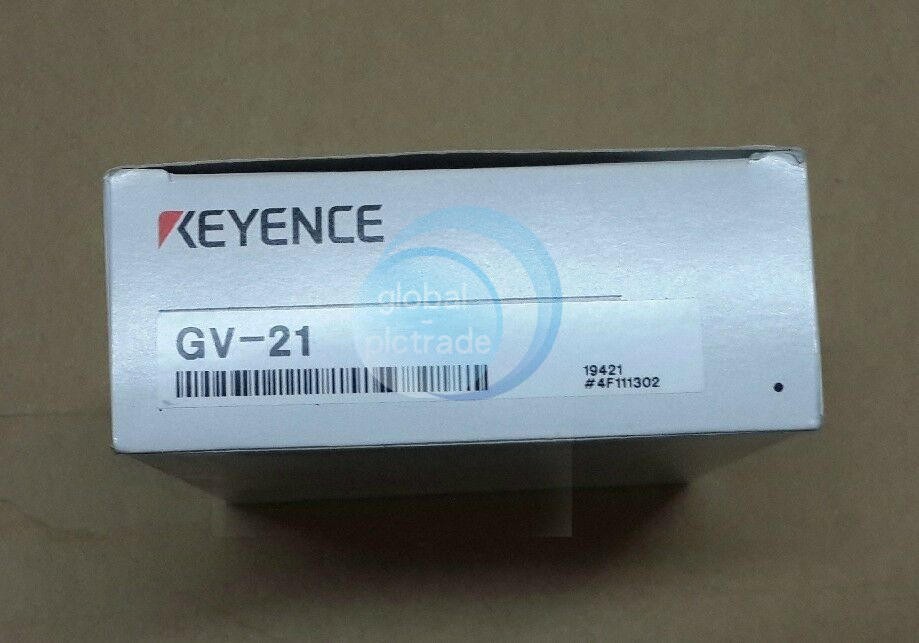 KEYENCE
global
-
plctrade
GV-21
19421
#4F111302